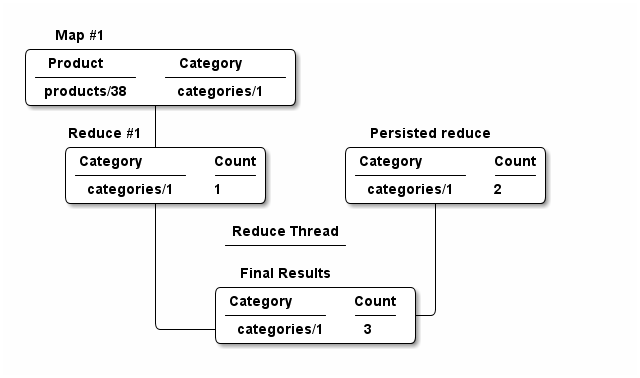 Map #1
Product Category
products/38 categories/1
Reduce #1
Category Count
categories/1 1
Persisted reduce
Category Count
categories/1 2
Reduce Thread
Final Results
Category Count
categories/1 3